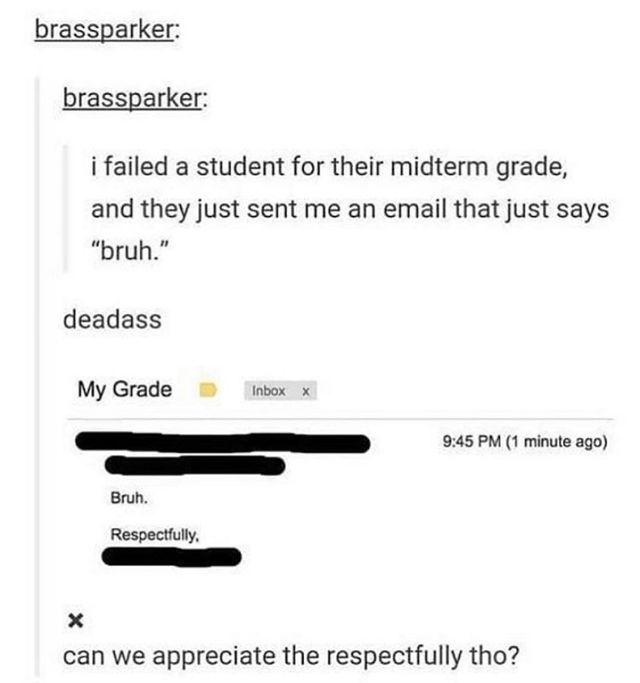 brassparker:
brassparker:
i failed a student for their midterm grade,
and they just sent me an email that just says
“bruh.”
deadass
My Grade Inbox x
9:45 PM (1 minute ago)
Bruh.
Respectfully,
x
can we appreciate the respectfully tho?